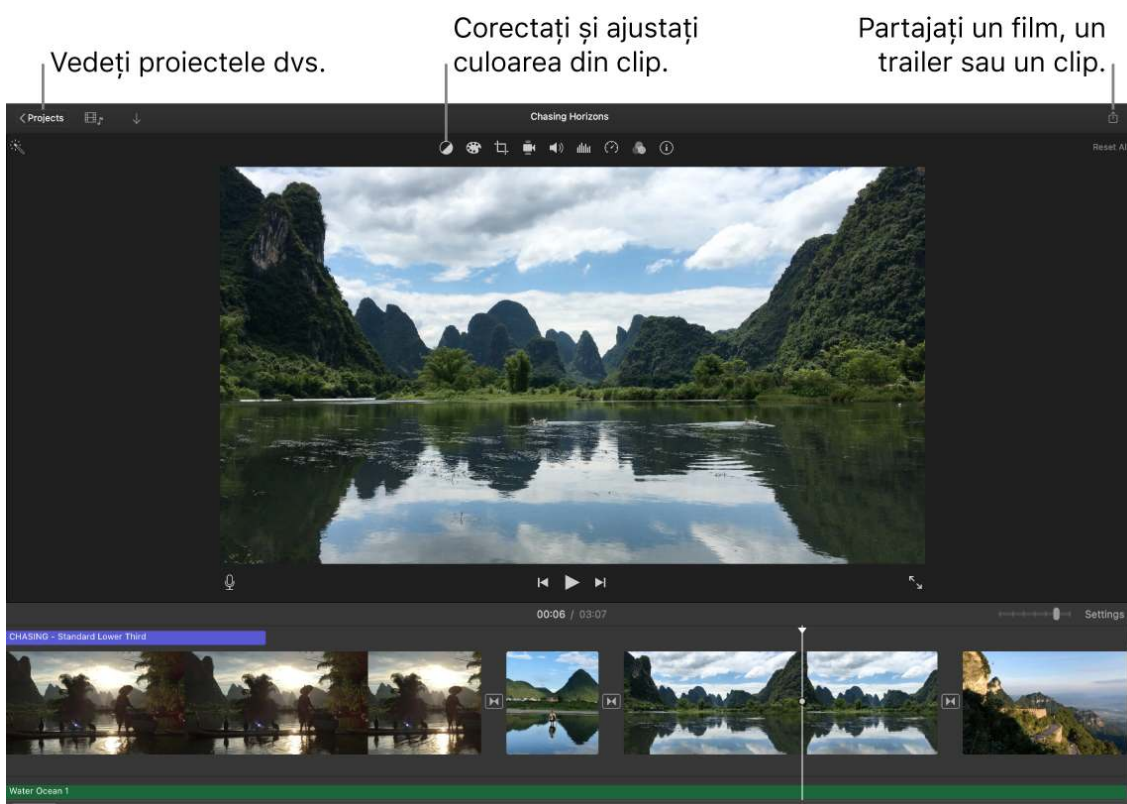 Vedeți proiectele dvs.
Corectați și ajustați
culoarea din clip.
Partajați un film, un
trailer sau un clip.
Projects
Chasing Horizons
Reset Al
00:06 / 03:07
Settings
CHASING - Standard Lower Third
Water Ocean 1